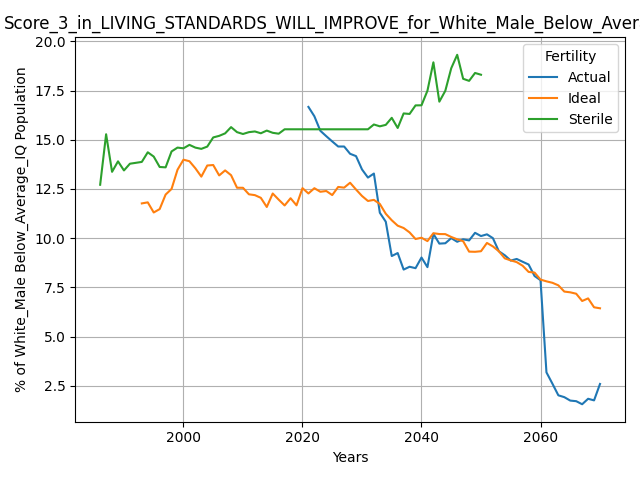 Score_3_in_LIVING_STANDARDS_WILL_IMPROVE_for_White_Male_Below_Aver
20.0
17.5
15.0
12.5
10.0
7.5
5.0
2.5
% of White_Male Below_Average_IQ Population
Fertility
Actual
Ideal
Sterile
2000
2020
2040
2060
Years